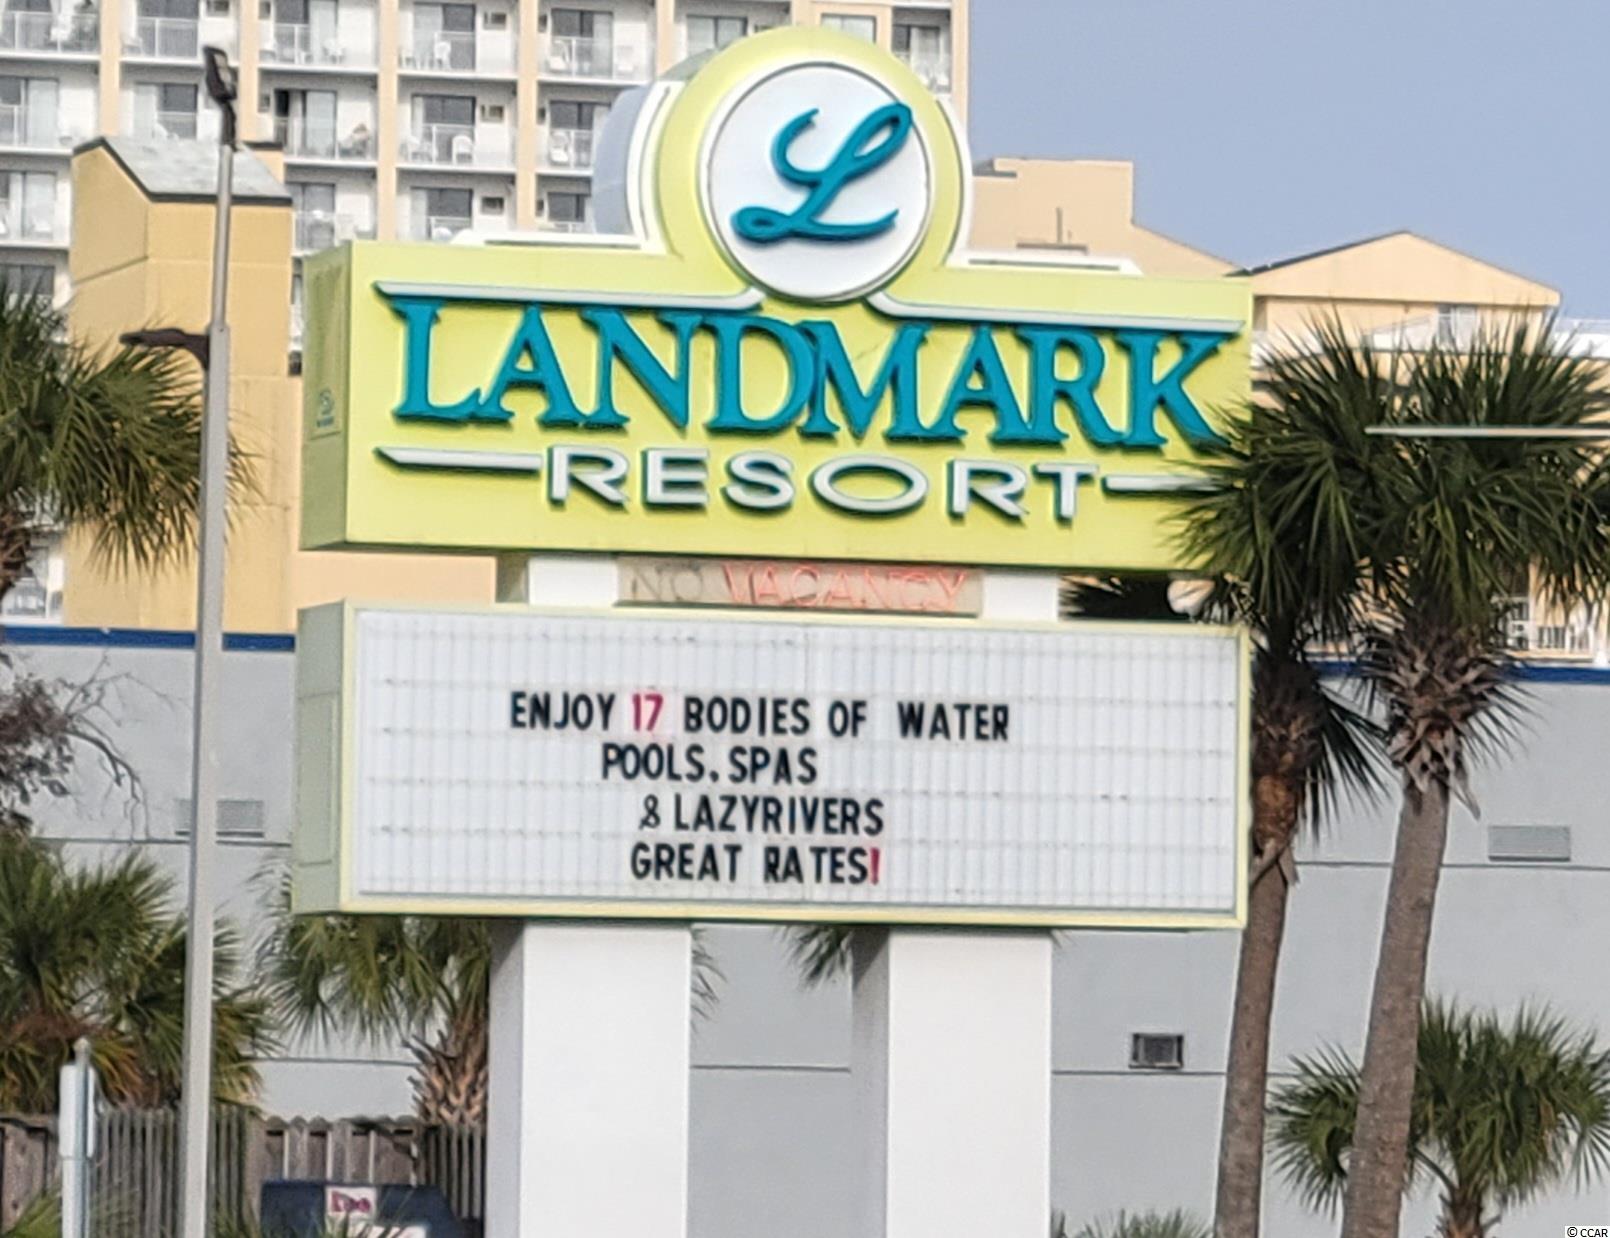 L
LANDMARK
RESORT
NO VACANCY
ENJOY 17 BODIES OF WATER
POOLS, SPAS
& LAZYRIVERS
GREAT RATES!
© CCAR